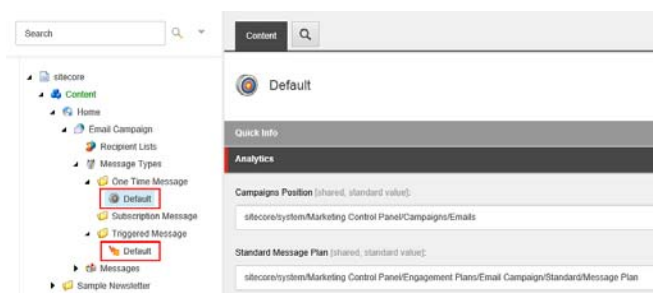 Search
sitecore
Content
Home
Email Campaign
Recipient Lists
Message Types
One Time Message
Default
Subscription Message
Triggered Message
Default
Messages
Sample Newsletter
Content
Default
Quick Info
Analytics
Campaigns Position [shared, standard value]:
sitecore/system/Marketing Control Panel/Campaigns/Emails
Standard Message Plan [shared, standard value]:
sitecore/system/Marketing Control Panel/Engagement Plans/Email Campaign/Standard/Message Plan